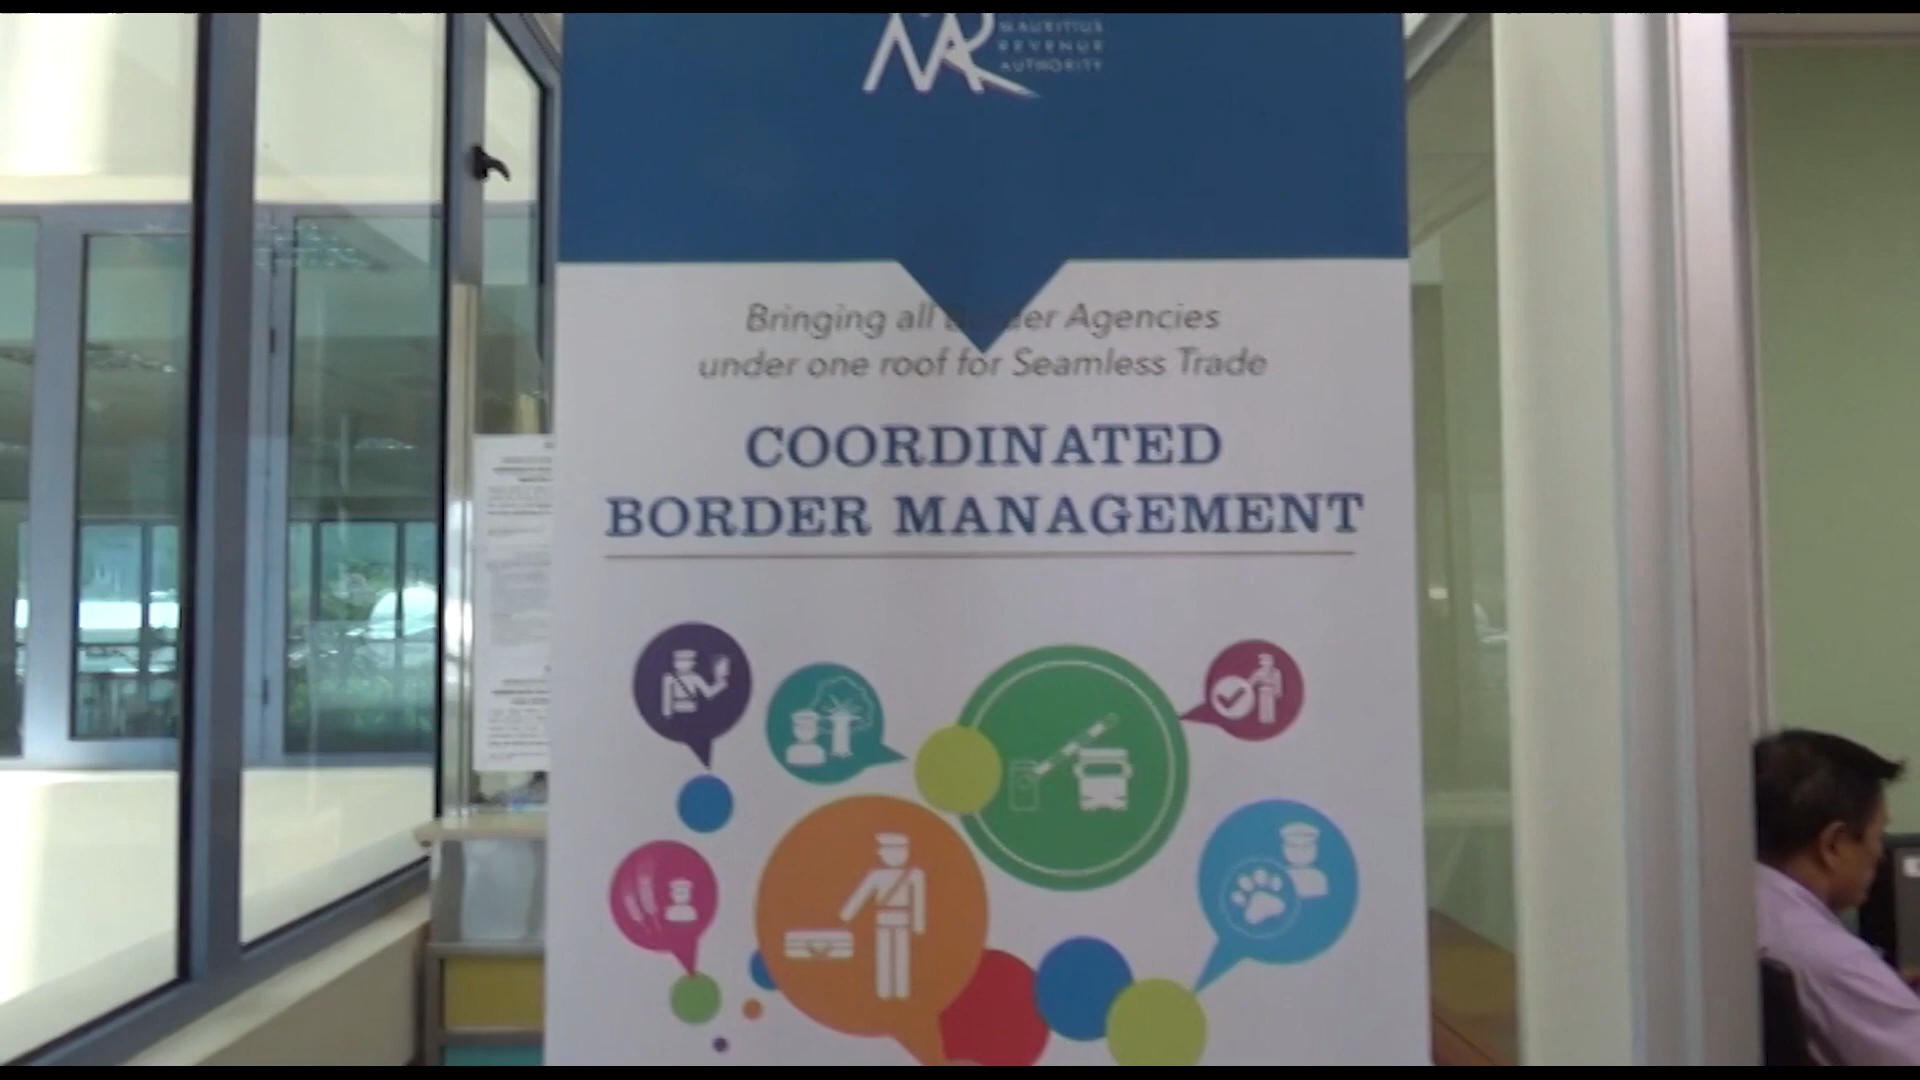 MAURITIUS
REVENUE
AUTHORITY
Bringing all Border Agencies
under one roof for Seamless Trade
COORDINATED
BORDER MANAGEMENT